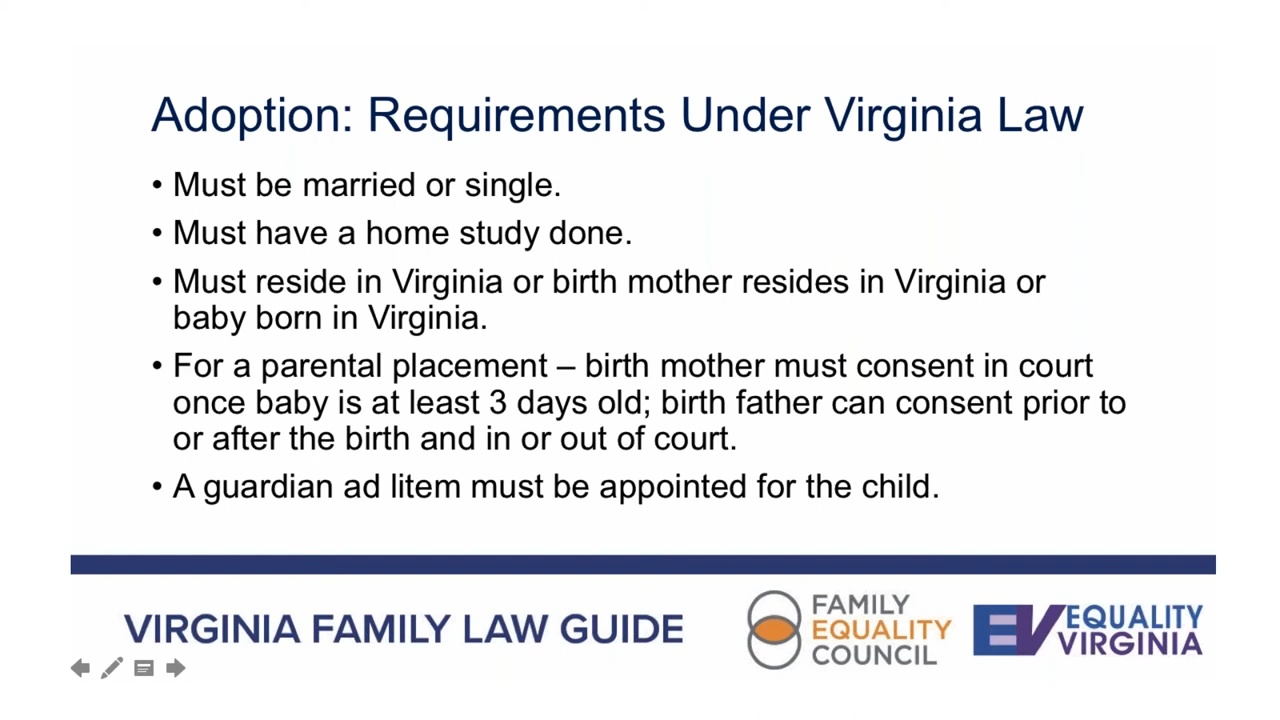 Adoption: Requirements Under Virginia Law
• Must be married or single.
• Must have a home study done.
• Must reside in Virginia or birth mother resides in Virginia or
baby born in Virginia.
• For a parental placement – birth mother must consent in court
once baby is at least 3 days old; birth father can consent prior to
or after the birth and in or out of court.
• A guardian ad litem must be appointed for the child.
VIRGINIA FAMILY LAW GUIDE
FAMILY
EQUALITY
COUNCIL
EV
EQUALITY
VIRGINIA